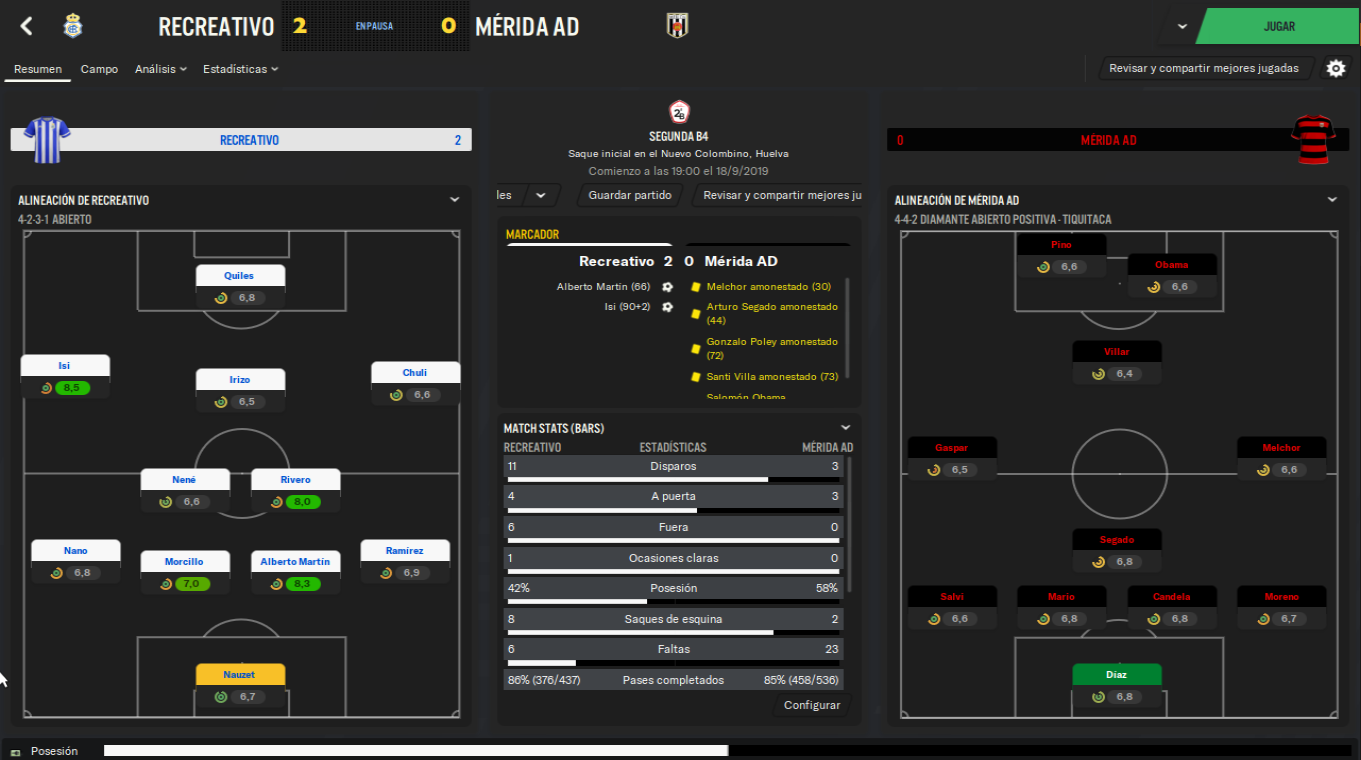 RECREATIVO 2 EN PAUSA 0 MÉRIDA AD
JUGAR
Resumen Campo Análisis Estadísticas
Revisar y compartir mejores jugadas
RECREATIVO 2
2B
SEGUNDA B4
Saque inicial en el Nuevo Colombino, Huelva
Comienzo a las 19:00 el 18/9/2019
les Guardar partido Revisar y compartir mejores ju
0 MÉRIDA AD
ALINEACIÓN DE RECREATIVO
4-2-3-1 ABIERTO
Quiles
6,8
Isi
8,5
Irizo
6,5
Chuli
6,6
Nené
6,6
Rivero
8,0
Nano
6,8
Morcillo
7,0
Alberto Martín
8,3
Ramírez
6,9
Nauzet
6,7
MARCADOR
Recreativo 2 0 Mérida AD
Alberto Martín (66)
Isi (90+2)
Melchor amonestado (30)
Arturo Segado amonestado
(44)
Gonzalo Poley amonestado
(72)
Santi Villa amonestado (73)
Salomón Obama
MATCH STATS (BARS)
RECREATIVO ESTADÍSTICAS MÉRIDA AD
11 Disparos 3
4 A puerta 3
6 Fuera 0
1 Ocasiones claras 0
42% Posesión 58%
8 Saques de esquina 2
6 Faltas 23
86% (376/437) Pases completados 85% (458/536)
Configurar
ALINEACIÓN DE MÉRIDA AD
4-4-2 DIAMANTE ABIERTO POSITIVA - TIQUITACA
Pino
6,6
Obama
6,6
Villar
6,4
Gaspar
6,5
Melchor
6,6
Segado
6,8
Salvi
6,6
Mario
6,8
Candela
6,8
Moreno
6,7
Díaz
6,8
Posesión